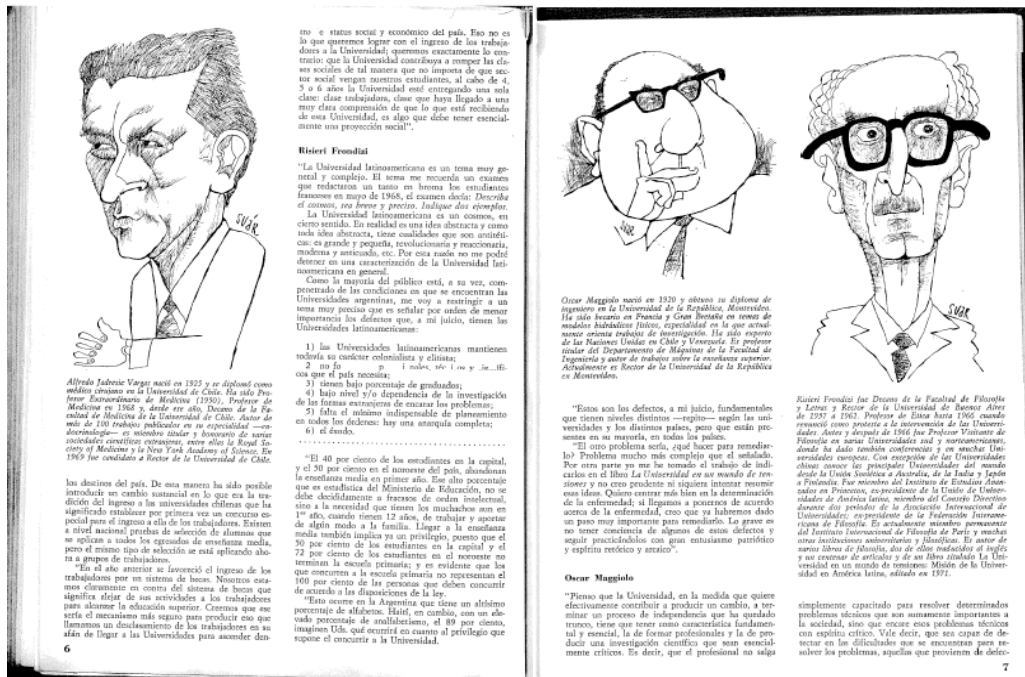 tro e status social y económico del país. Eso no es
lo que queremos lograr con el ingreso de los trabaja-
dores a la Universidad; queremos exactamente lo con-
trario: que la Universidad contribuya a romper las cla-
ses sociales de tal manera que no importa de que sec-
tor social vengan nuestros estudiantes, al cabo de 4,
5 o 6 años la Universidad esté entregando una sola
clase: clase trabajadora, clase que haya llegado a una
muy clara comprensión de que lo que está recibiendo
de esta Universidad, es algo que debe tener esencial-
mente una proyección social".
Risieri Frondizi
"La Universidad latinoamericana es un tema muy ge-
neral y complejo. El tema me recuerda un examen
que redactaron un tanto en broma los estudiantes
franceses en mayo de 1968, el examen decía: Describa
el cosmos, sea breve y preciso. Indique dos ejemplos.
La Universidad latinoamericana es un cosmos, en
cierto sentido. En realidad es una idea abstracta y como
toda idea abstracta, tiene cualidades que son antitéti-
cas: es grande y pequeña, revolucionaria y reaccionaria,
moderna y anticuada, etc. Por esta razón no me podré
detener en una caracterización de la Universidad lati-
noamericana en general.
Como la mayoría del público está, a su vez, com-
penetrado de las condiciones en que se encuentran las
Universidades argentinas, me voy a restringir a un
tema muy preciso que es señalar por orden de menor
importancia los defectos que, a mi juicio, tienen las
Universidades latinoamericanas:
1) las Universidades latinoamericanas mantienen
todavía su carácter colonialista y elitista;
2 no fo
cos que el país necesita;
3) tienen bajo porcentaje de graduados;
4) bajo nivel y/o dependencia de la investigación
de las formas extranjeras de encarar los problemas;
5) falta el mínimo indispensable de planeamiento
en todos los órdenes: hay una anarquía completa;
6) el éxodo.
"El 40 por ciento de los estudiantes en la capital,
y el 50 por ciento en el noroeste del país, abandonan
la enseñanza media en primer año. Ese alto porcentaje
que es estadística del Ministerio de Educación, no se
debe decididamente a fracasos de orden intelectual,
sino a la necesidad que tienen los muchachos aun en
1er año, cuando tienen 12 años, de trabajar y aportar
de algún modo a la familia. Llegar a la enseñanza
media también implica ya un privilegio, puesto que el
50 por ciento de los estudiantes en la capital y el
72 por ciento de los estudiantes en el noroeste no
terminan la escuela primaria; y es evidente que los
que concurren a la escuela primaria no representan el
100 por ciento de las personas que deben concurrir
de acuerdo a las disposiciones de la ley.
"Esto ocurre en la Argentina que tiene un altísimo
porcentaje de alfabetos. Haití, en cambio, con un ele-
vado porcentaje de analfabetismo, el 89 por ciento,
imaginen Uds. qué ocurrirá en cuanto al privilegio que
supone el concurrir a la Universidad.
SUÁR
Alfredo Jadresic Vargas nació en 1925 y se diplomó como
médico cirujano en la Universidad de Chile. Ha sido Pro-
fesor Extraordinario de Medicina (1950), Profesor de
Medicina en 1968 y, desde ese año, Decano de la Fa-
cultad de Medicina de la Universidad de Chile. Autor de
más de 100 trabajos publicados en su especialidad —en-
docrinología— es miembro titular y honorario de varias
sociedades científicas extranjeras, entre ellas la Royal So-
ciety of Medicine y la New York Academy of Science. En
1969 fue candidato a Rector de la Universidad de Chile.
los destinos del país. De esta manera ha sido posible
introducir un cambio sustancial en lo que era la tra-
dición del ingreso a las universidades chilenas que ha
significado establecer por primera vez un concurso es-
pecial para el ingreso a ella de los trabajadores. Existen
a nivel nacional pruebas de selección de alumnos que
se aplican a todos los egresados de enseñanza media,
pero el mismo tipo de selección se está aplicando aho-
ra a grupos de trabajadores.
"En el año anterior se favoreció el ingreso de los
trabajadores por un sistema de becas. Nosotros esta-
mos claramente en contra del sistema de becas que
significa alejar de sus actividades a los trabajadores
para alcanzar la educación superior. Creemos que ese
sería el mecanismo más seguro para producir eso que
llamamos un desclasamiento de los trabajadores en su
afán de llegar a las Universidades para ascender den-
6
SUÁR
Oscar Maggiolo nació en 1920 y obtuvo su diploma de
ingeniero en la Universidad de la República, Montevideo.
Ha sido becario en Francia y Gran Bretaña en temas de
modelos hidráulicos físicos, especialidad en la que actual-
mente orienta trabajos de investigación. Ha sido experto
de las Naciones Unidas en Chile y Venezuela. Es profesor
titular del Departamento de Máquinas de la Facultad de
Ingeniería y autor de trabajos sobre la enseñanza superior.
Actualmente es Rector de la Universidad de la República
en Montevideo.
"Estos son los defectos, a mi juicio, fundamentales
que tienen niveles distintos —repito— según las uni-
versidades y los distintos países, pero que están pre-
sentes en su mayoría, en todos los países.
"El otro problema sería, ¿qué hacer para remediar-
lo? Problema mucho más complejo que el señalado.
Por otra parte yo me he tomado el trabajo de indi-
carlos en el libro La Universidad en un mundo de ten-
siones y no creo prudente ni siquiera intentar resumir
esas ideas. Quiero centrar más bien en la determinación
de la enfermedad; si llegamos a ponernos de acuerdo
acerca de la enfermedad, creo que ya habremos dado
un paso muy importante para remediarlo. Lo grave es
no tener conciencia de algunos de estos defectos y
seguir practicándolos con gran entusiasmo patriótico
y espíritu retórico y arcaico".
Oscar Maggiolo
"Pienso que la Universidad, en la medida que quiere
efectivamente contribuir a producir un cambio, a ter-
minar un proceso de independencia que ha quedado
trunco, tiene que tener como característica fundamen-
tal y esencial, la de formar profesionales y la de pro-
ducir una investigación científica que sean esencial-
mente críticos. Es decir, que el profesional no salga
SUÁR
Risieri Frondizi fue Decano de la Facultad de Filosofía
y Letras y Rector de la Universidad de Buenos Aires
de 1957 a 1962. Profesor de Etica hasta 1966 cuando
renunció como protesta a la intervención de las Universi-
dades. Antes y después de 1966 fue Profesor Visitante de
Filosofía en varias Universidades sud y norteamericanas,
donde ha dado también conferencias y en muchas Uni-
versidades europeas. Con excepción de las Universidades
chinas conoce las principales Universidades del mundo
desde la Unión Soviética a Australia, de la India y Japón
a Finlandia. Fue miembro del Instituto de Estudios Avan-
zados en Princeton, ex-presidente de la Unión de Univer-
sidades de América latina, miembro del Consejo Directivo
durante dos períodos de la Asociación Internacional de
Universidades; ex-presidente de la Federación Interame-
ricana de Filosofía. Es actualmente miembro permanente
del Instituto Internacional de Filosofía de París y muchas
otras instituciones universitarias y filosóficas. Es autor de
varios libros de filosofía, dos de ellos traducidos al inglés
y un centenar de artículos y de un libro titulado La Uni-
versidad en un mundo de tensiones: Misión de la Univer-
sidad en América latina, editado en 1971.
simplemente capacitado para resolver determinados
problemas técnicos que son sumamente importantes a
la sociedad, sino que encare esos problemas técnicos
con espíritu crítico. Vale decir, que sea capaz de de-
tectar en las dificultades que se encuentran para re-
solver los problemas, aquellas que provienen de defec-
7